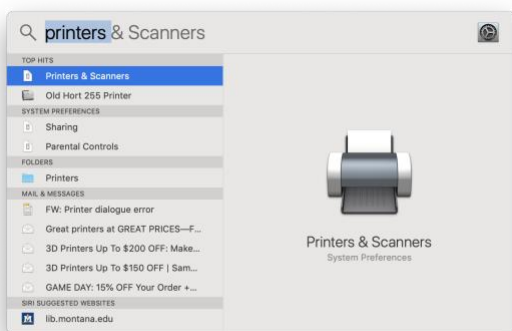 printers & Scanners
TOP HITS
Printers & Scanners
Old Hort 255 Printer
SYSTEM PREFERENCES
Sharing
Parental Controls
FOLDERS
Printers
MAIL & MESSAGES
FW: Printer dialogue error
Great printers at GREAT PRICES—F...
3D Printers Up To $200 OFF: Make...
3D Printers Up To $150 OFF | Sam...
GAME DAY: 15% OFF Your Order +...
SIRI SUGGESTED WEBSITES
M lib.montana.edu
Printers & Scanners
System Preferences